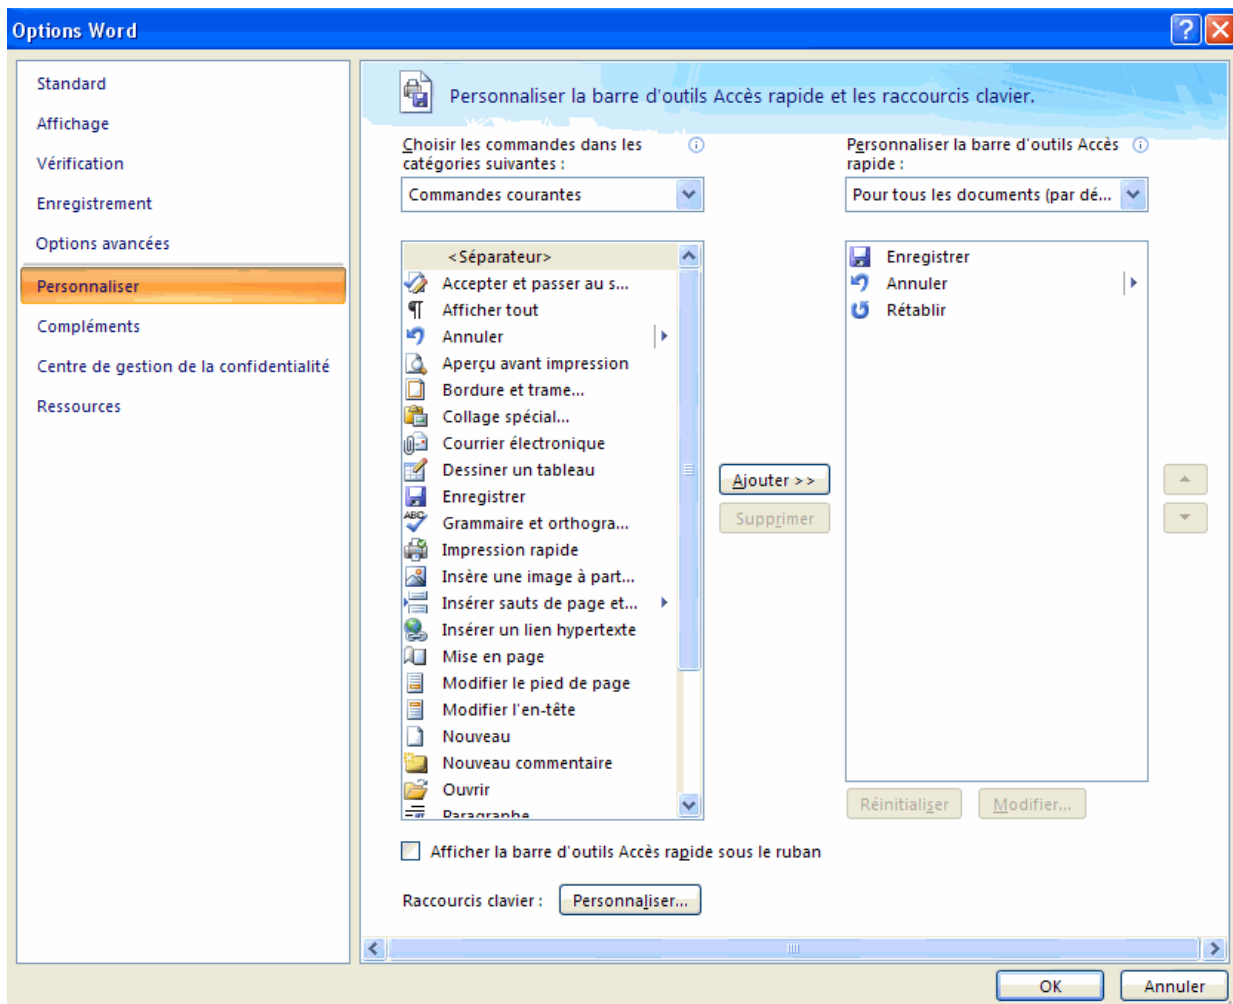 Options Word
Standard
Affichage
Vérification
Enregistrement
Options avancées
Personnaliser
Compléments
Centre de gestion de la confidentialité
Ressources
Personnaliser la barre d'outils Accès rapide et les raccourcis clavier.
Choisir les commandes dans les
catégories suivantes :
Commandes courantes
<Séparateur>
Accepter et passer au s...
Afficher tout
Annuler
Aperçu avant impression
Bordure et trame...
Collage spécial...
Courrier électronique
Dessiner un tableau
Enregistrer
Grammaire et orthogra...
Impression rapide
Insère une image à part...
Insérer sauts de page et...
Insérer un lien hypertexte
Mise en page
Modifier le pied de page
Modifier l'en-tête
Nouveau
Nouveau commentaire
Ouvrir
Paragraphe
Ajouter >>
Supprimer
Personnaliser la barre d'outils Accès
rapide :
Pour tous les documents (par dé...
Enregistrer
Annuler
Rétablir
Réinitialiser
Modifier...
Afficher la barre d'outils Accès rapide sous le ruban
Raccourcis clavier :
Personnaliser...
OK
Annuler